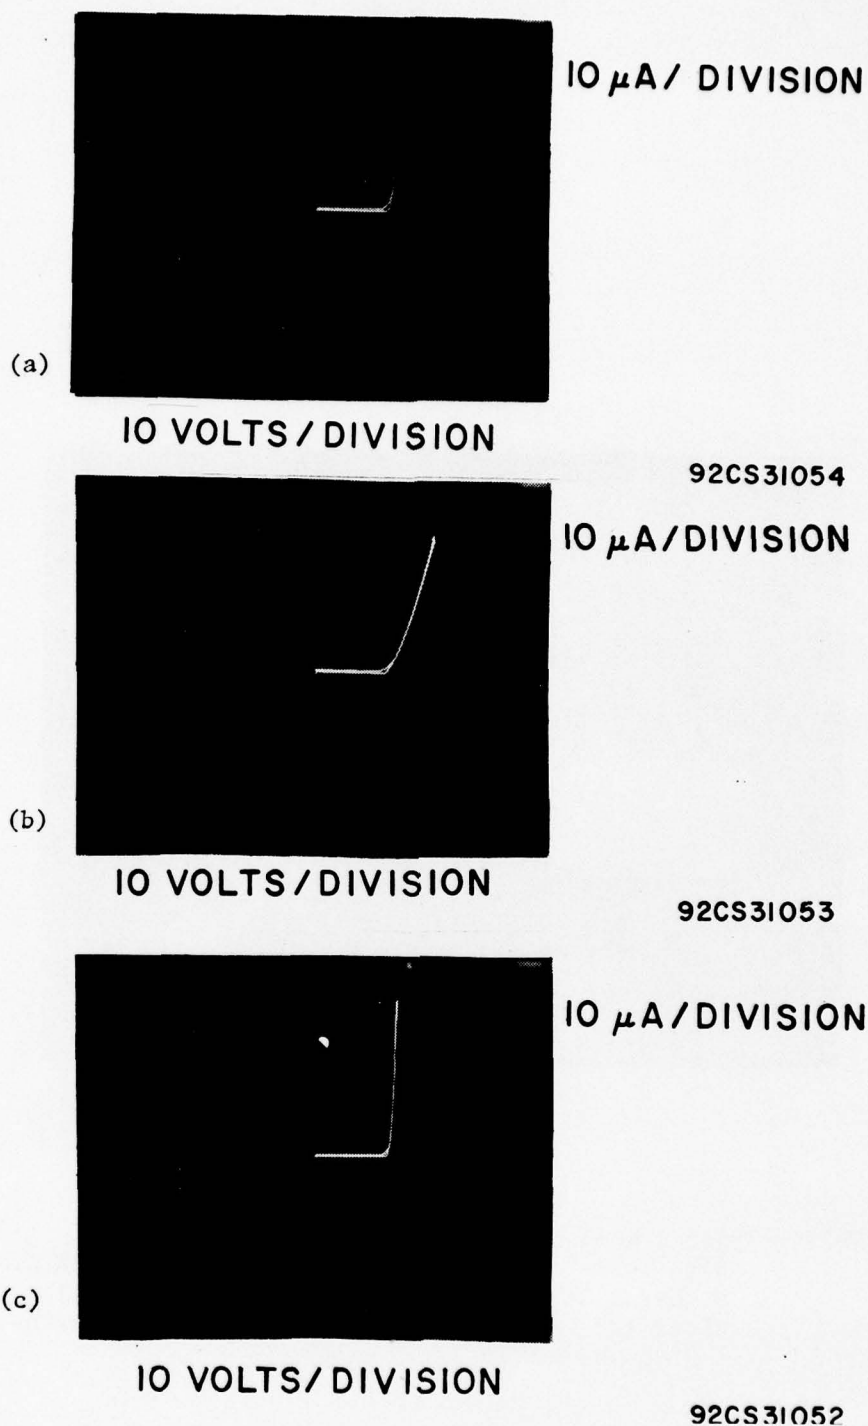 10 μA / DIVISION
(a)
10 VOLTS / DIVISION
92CS31054
10 μA/DIVISION
(b)
10 VOLTS/DIVISION
92CS31053
10 μA/DIVISION
(c)
10 VOLTS/DIVISION
92CS31052